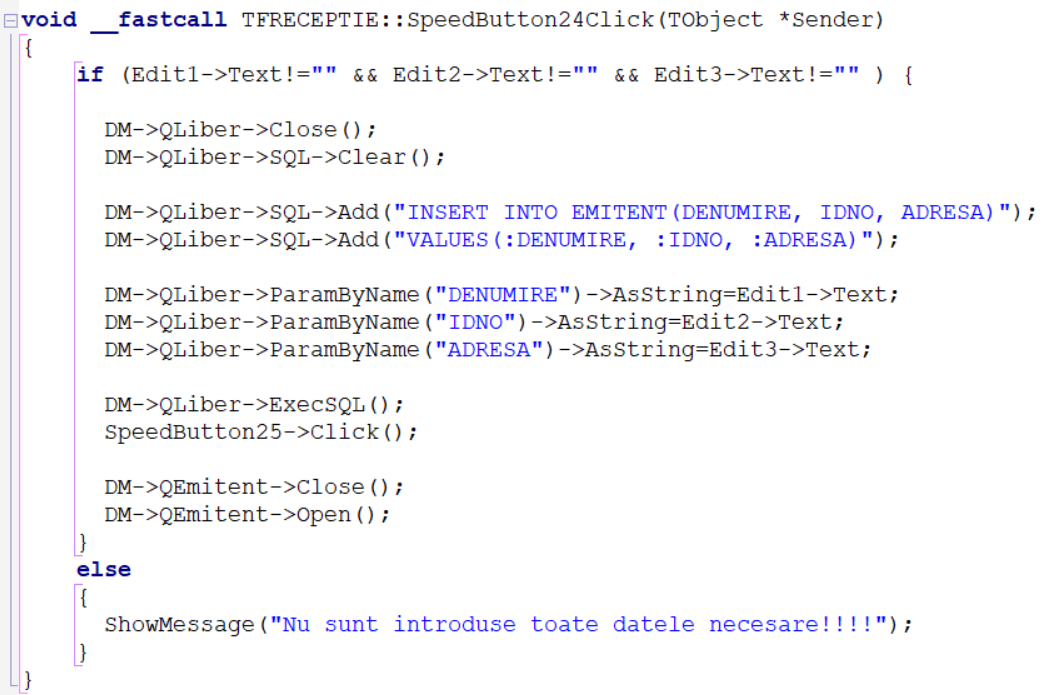 void __fastcall TFRECEPTIE::SpeedButton24Click(TObject *Sender)
{
if (Edit1->Text!="" && Edit2->Text!="" && Edit3->Text!="" ) {
DM->QLiber->Close();
DM->QLiber->SQL->Clear();
DM->QLiber->SQL->Add("INSERT INTO EMITENT(DENUMIRE, IDNO, ADRESA)");
DM->QLiber->SQL->Add("VALUES(:DENUMIRE, :IDNO, :ADRESA)");
DM->QLiber->ParamByName("DENUMIRE")->AsString=Edit1->Text;
DM->QLiber->ParamByName("IDNO")->AsString=Edit2->Text;
DM->QLiber->ParamByName("ADRESA")->AsString=Edit3->Text;
DM->QLiber->ExecSQL();
SpeedButton25->Click();
DM->QEmitent->Close();
DM->QEmitent->Open();
}
else
{
ShowMessage("Nu sunt introduse toate datele necesare!!!!");
}
}